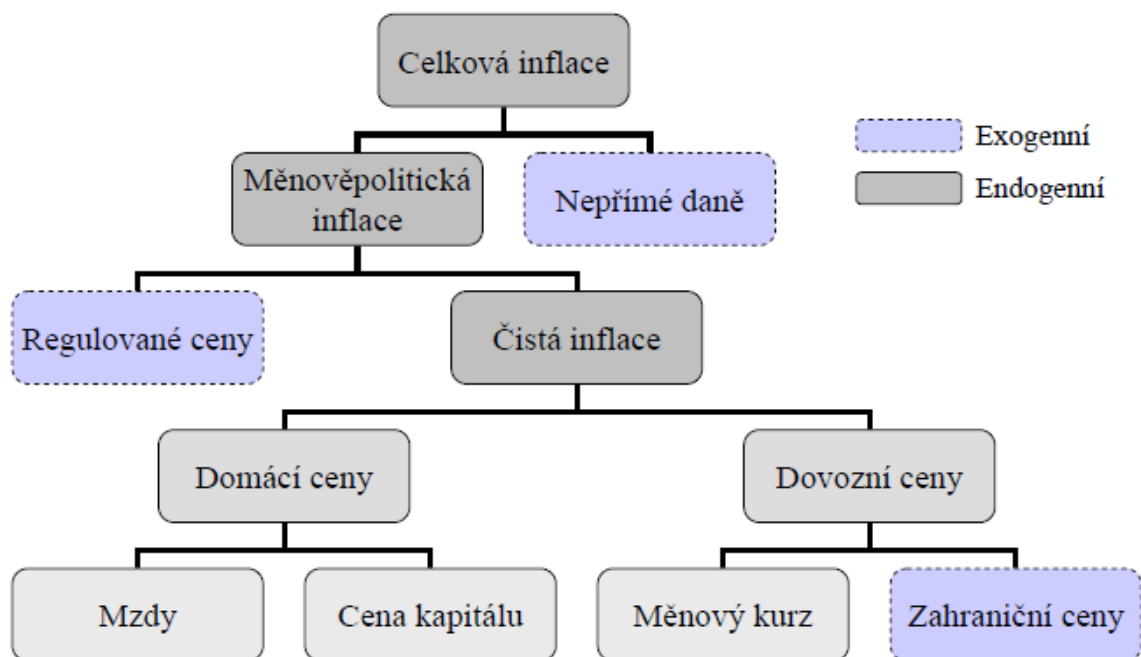 Celková inflace
Exogenní
Měnověpolitická
inflace
Nepřímé daně
Endogenní
Regulované ceny
Čistá inflace
Domácí ceny
Dovozní ceny
Mzdy
Cena kapitálu
Měnový kurz
Zahraniční ceny